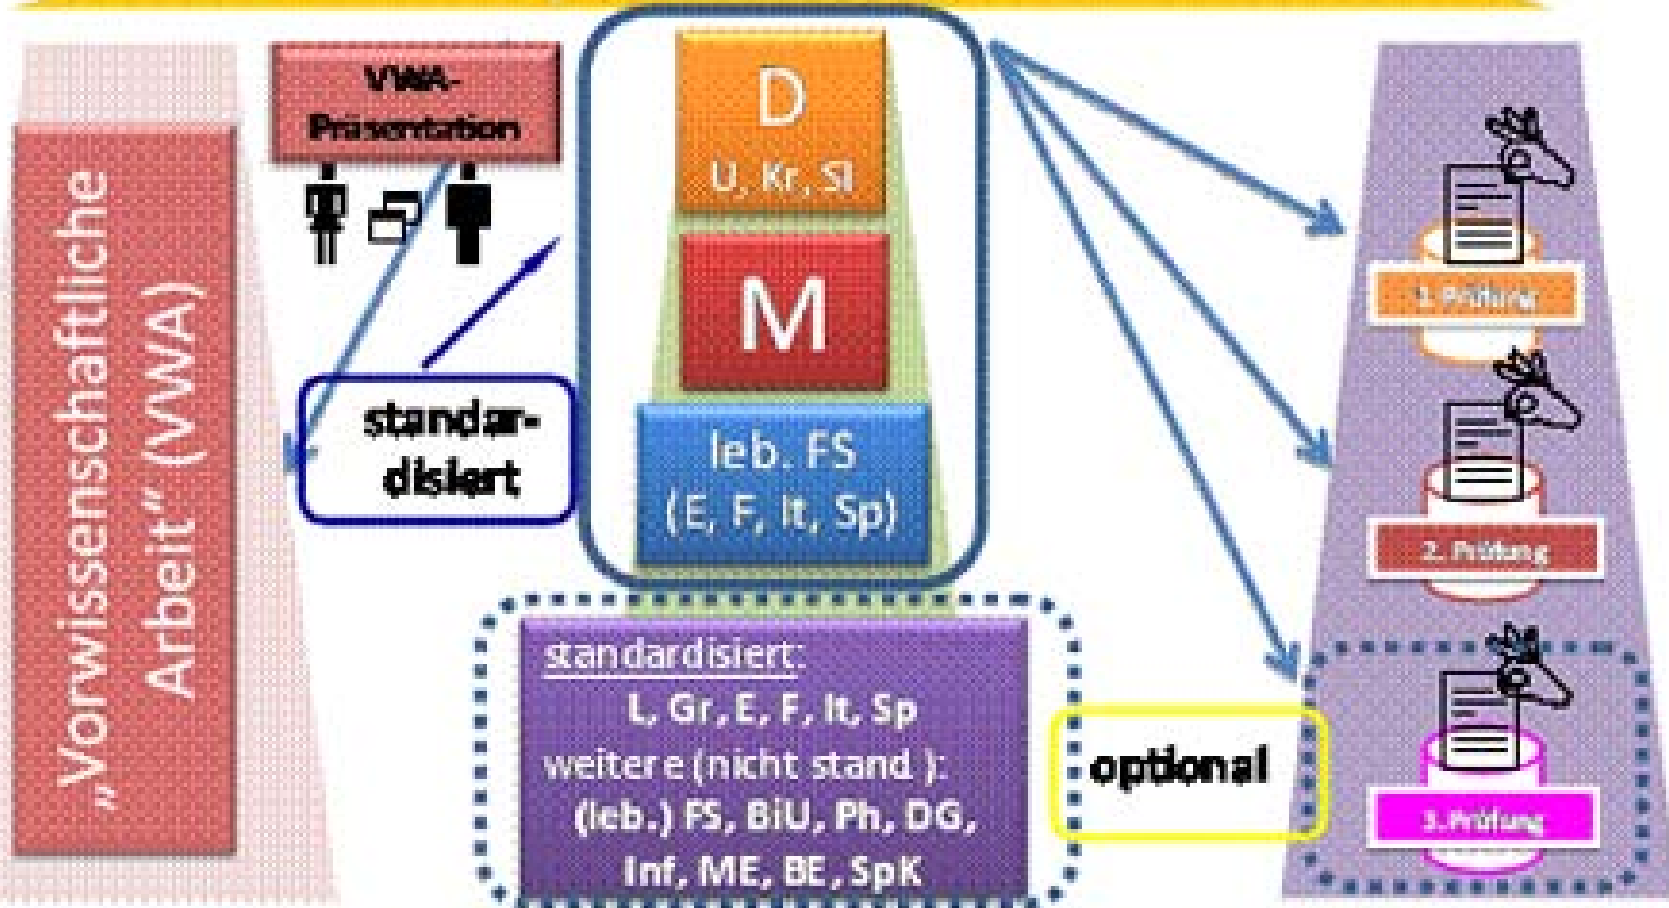 „Vorwissenschaftliche
Arbeit“ (VWA)
VWA-
Präsentation
standar-
disiert
D
U, Kr, Sl
M
leb. FS
(E, F, It, Sp)
standardisiert:
L, Gr, E, F, It, Sp
weitere (nicht stand ):
(leb.) FS, BiU, Ph, DG,
Inf, ME, BE, SpK
optional
1. Prüfung
2. Prüfung
3. Prüfung